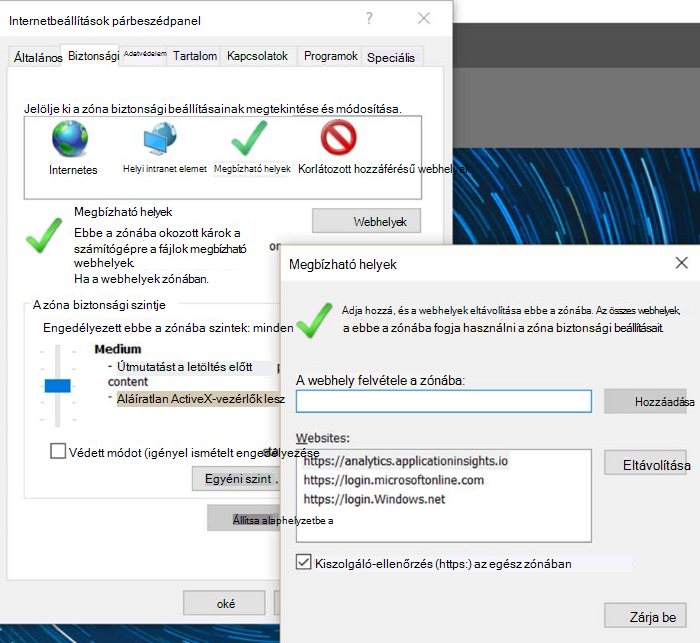 Internetbeállítások párbeszédpanel
Általános Biztonsági Adatvédelem Tartalom Kapcsolatok Programok Speciális
Jelölje ki a zóna biztonsági beállításainak megtekintése és módosítása.
Internetes Helyi intranet elemet Megbízható helyek Korlátozott hozzáférésű webhelyek
Megbízható helyek
Webhelyek
Ebbe a zónába okozott károk a
számítógépre a fájlok megbízható
webhelyek.
Ha a webhelyek zónában.
A zóna biztonsági szintje
Engedélyezett ebbe a zónába szintek: minden
Medium
- Útmutatást a letöltés előtt
content
- Aláíratlan ActiveX-vezérlők lesz
Védett módot (igényel ismételt engedélyezése
Egyéni szint .
Állítsa alaphelyzetbe a
oké
Megbízható helyek
Adja hozzá, és a webhelyek eltávolítása ebbe a zónába. Az összes webhelyek,
a ebbe a zónába fogja használni a zóna biztonsági beállításait.
A webhely felvétele a zónába:
Hozzáadása
Websites:
https://analytics.applicationinsights.io
https://login.microsoftonline.com
https://login.Windows.net
Eltávolítása
Kiszolgáló-ellenőrzés (https:) az egész zónában
Zárja be